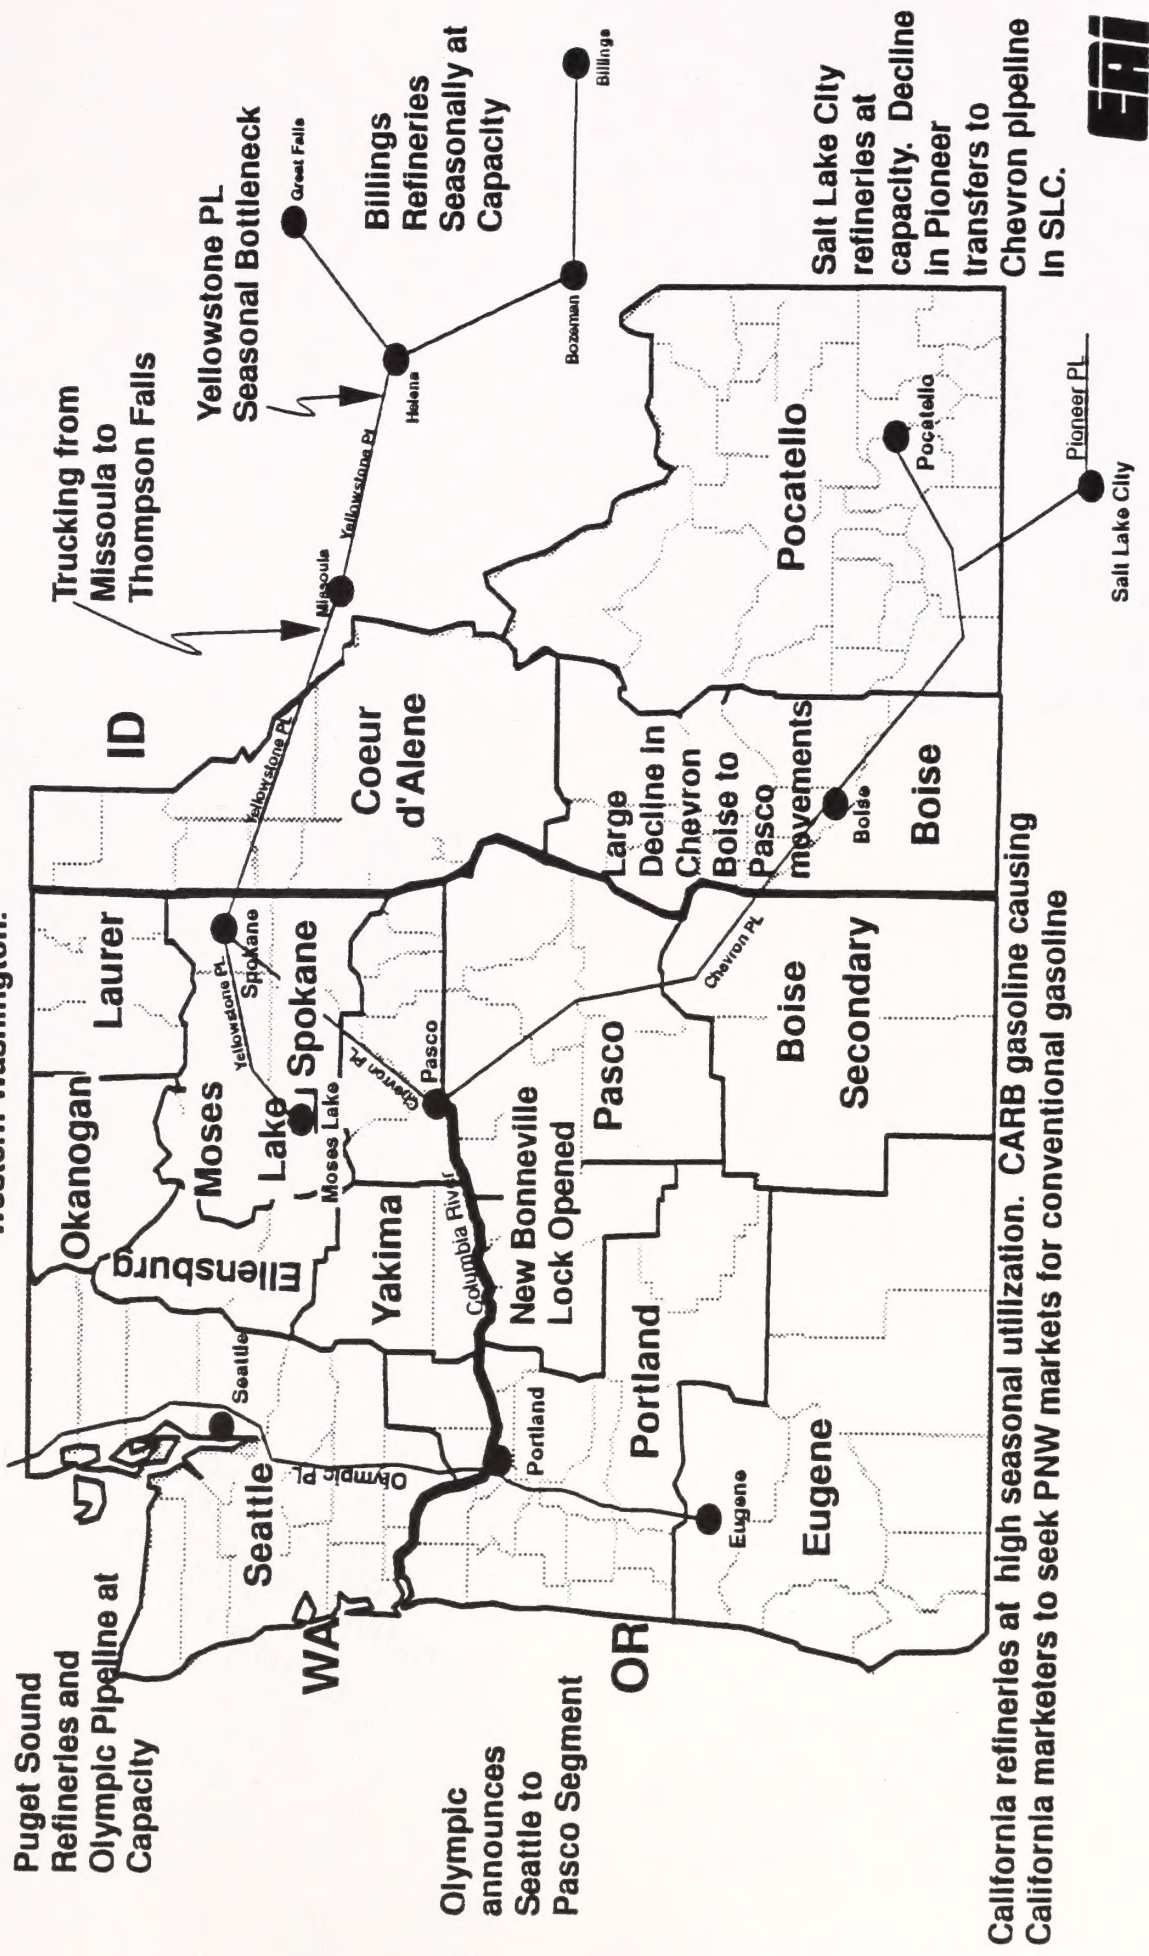 Western Washington.
Puget Sound
Refineries and
Olympic Pipeline at
Capacity
Olympic
announces
Seattle to
Pasco Segment
WA
OR
ID
Seattle
Seattle
Olympic PL
Okanogan
Laurer
Moses
Lake
Moses Lake
Ellensburg
Spokane
Spokane
Yellowstone PL
Yakima
Columbia River
Chevron PL
Pasco
Portland
Portland
New Bonneville
Lock Opened
Pasco
Eugene
Eugene
Boise
Secondary
Chevron PL
Coeur
d'Alene
Yellowstone PL
Large
Decline in
Chevron
Boise to
Pasco
movements
Boise
Boise
Trucking from
Missoula to
Thompson Falls
Missoula
Yellowstone PL
Yellowstone PL
Seasonal Bottleneck
Helena
Great Falls
Billings
Refineries
Seasonally at
Capacity
Bozeman
Billings
Pocatello
Pocatello
Pioneer PL
Salt Lake City
Salt Lake City
refineries at
capacity. Decline
in Pioneer
transfers to
Chevron pipeline
in SLC.
California refineries at high seasonal utilization. CARB gasoline causing
California marketers to seek PNW markets for conventional gasoline
EAI